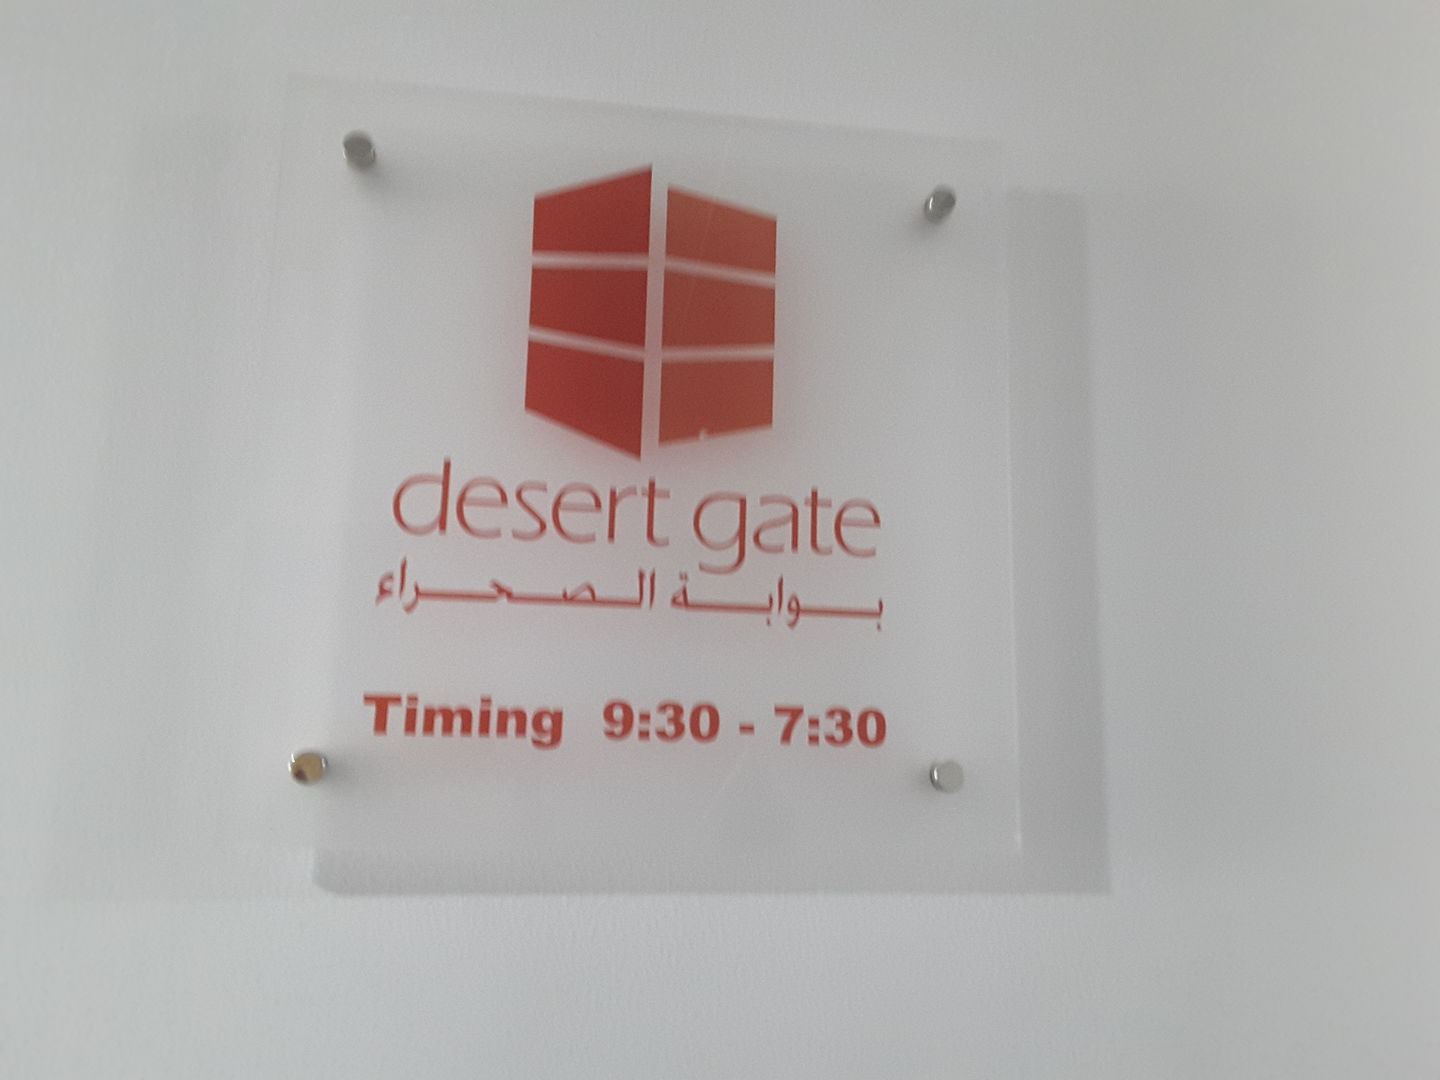 desert gate
بوابة الصحراء
Timing 9:30 - 7:30